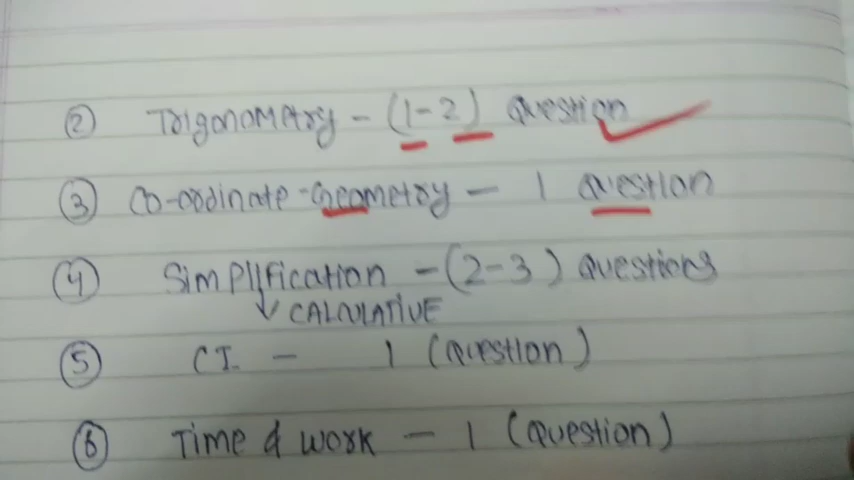 ② Trigonometry - (1-2) Question
③ Co-ordinate-Geometry - 1 Question
④ Simplification - (2-3) Questions
CALCULATIVE
⑤ CI - 1 (Question)
⑥ Time & Work - 1 (Question)